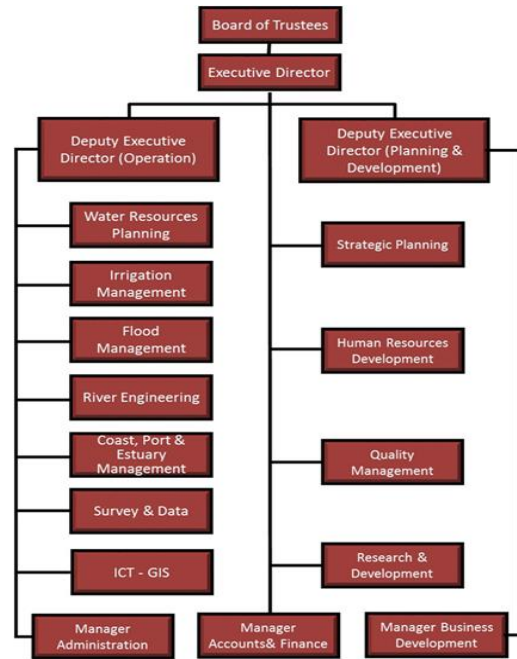 Board of Trustees
Executive Director
Deputy Executive
Director (Operation)
Deputy Executive
Director (Planning &
Development)
Water Resources
Planning
Irrigation
Management
Flood
Management
River Engineering
Coast, Port &
Estuary
Management
Survey & Data
ICT - GIS
Strategic Planning
Human Resources
Development
Quality
Management
Research &
Development
Manager
Administration
Manager
Accounts& Finance
Manager Business
Development